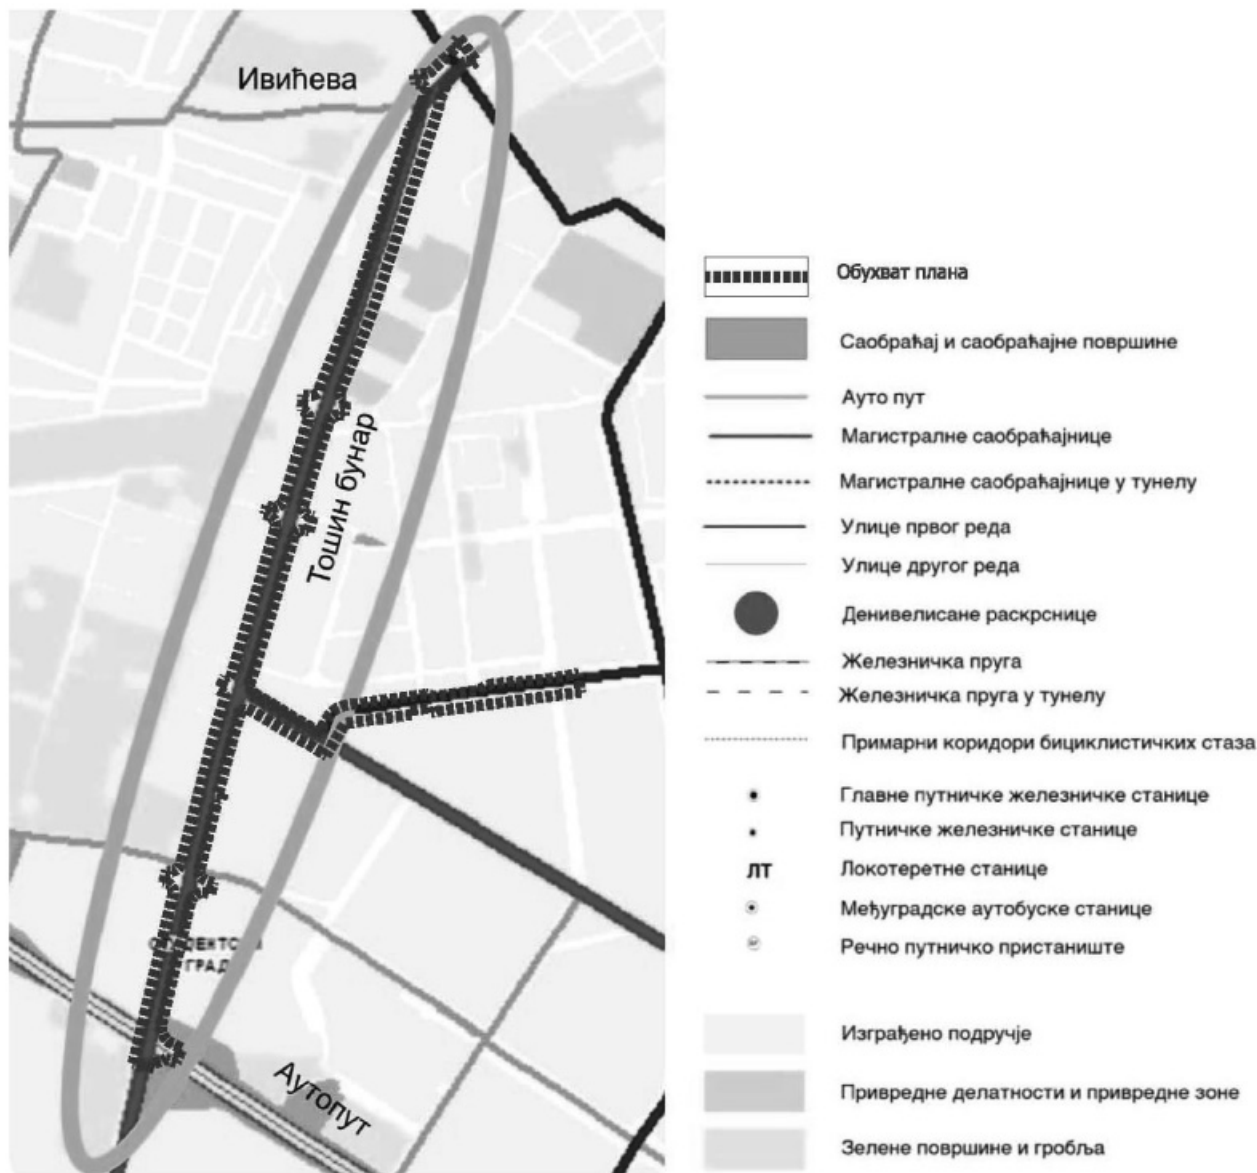 Ивићева
Тошин бунар
ГРАД
Аутопут
Обухват плана
Саобраћај и саобраћајне површине
Ауто пут
Магистралне саобраћајнице
Магистралне саобраћајнице у тунелу
Улице првог реда
Улице другог реда
Денивелисане раскрснице
Железничка пруга
Железничка пруга у тунелу
Примарни коридори бициклистичких стаза
Главне путничке железничке станице
Путничке железничке станице
ЛТ Локотеретне станице
Међуградске аутобуске станице
Речно путничко пристаниште
Изграђено подручје
Привредне делатности и привредне зоне
Зелене површине и гробља